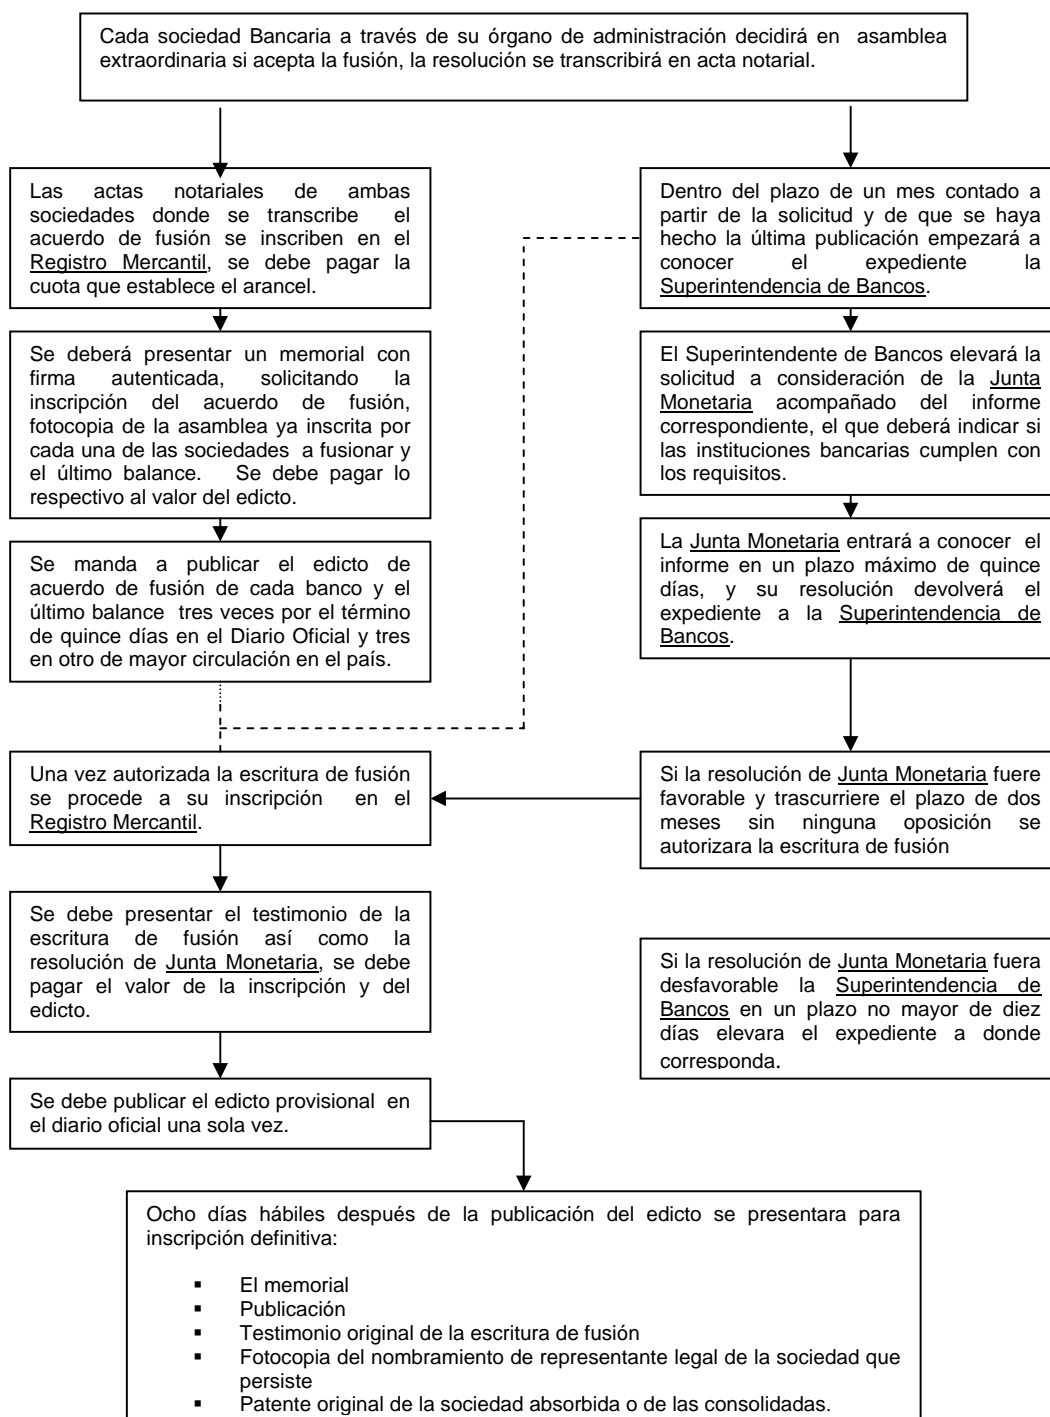 Cada sociedad Bancaria a través de su órgano de administración decidirá en asamblea
extraordinaria si acepta la fusión, la resolución se transcribirá en acta notarial.
Las actas notariales de ambas
sociedades donde se transcribe el
acuerdo de fusión se inscriben en el
Registro Mercantil, se debe pagar la
cuota que establece el arancel.
Se deberá presentar un memorial con
firma autenticada, solicitando la
inscripción del acuerdo de fusión,
fotocopia de la asamblea ya inscrita por
cada una de las sociedades a fusionar y
el último balance. Se debe pagar lo
respectivo al valor del edicto.
Se manda a publicar el edicto de
acuerdo de fusión de cada banco y el
último balance tres veces por el término
de quince días en el Diario Oficial y tres
en otro de mayor circulación en el país.
Una vez autorizada la escritura de fusión
se procede a su inscripción en el
Registro Mercantil.
Se debe presentar el testimonio de la
escritura de fusión así como la
resolución de Junta Monetaria, se debe
pagar el valor de la inscripción y del
edicto.
Se debe publicar el edicto provisional en
el diario oficial una sola vez.
Dentro del plazo de un mes contado a
partir de la solicitud y de que se haya
hecho la última publicación empezará a
conocer el expediente la
Superintendencia de Bancos.
El Superintendente de Bancos elevará la
solicitud a consideración de la Junta
Monetaria acompañado del informe
correspondiente, el que deberá indicar si
las instituciones bancarias cumplen con
los requisitos.
La Junta Monetaria entrará a conocer el
informe en un plazo máximo de quince
días, y su resolución devolverá el
expediente a la Superintendencia de
Bancos.
Si la resolución de Junta Monetaria fuere
favorable y trascurriere el plazo de dos
meses sin ninguna oposición se
autorizara la escritura de fusión
Si la resolución de Junta Monetaria fuera
desfavorable la Superintendencia de
Bancos en un plazo no mayor de diez
días elevara el expediente a donde
corresponda.
Ocho días hábiles después de la publicación del edicto se presentara para
inscripción definitiva:
▪ El memorial
▪ Publicación
▪ Testimonio original de la escritura de fusión
▪ Fotocopia del nombramiento de representante legal de la sociedad que
persiste
▪ Patente original de la sociedad absorbida o de las consolidadas.